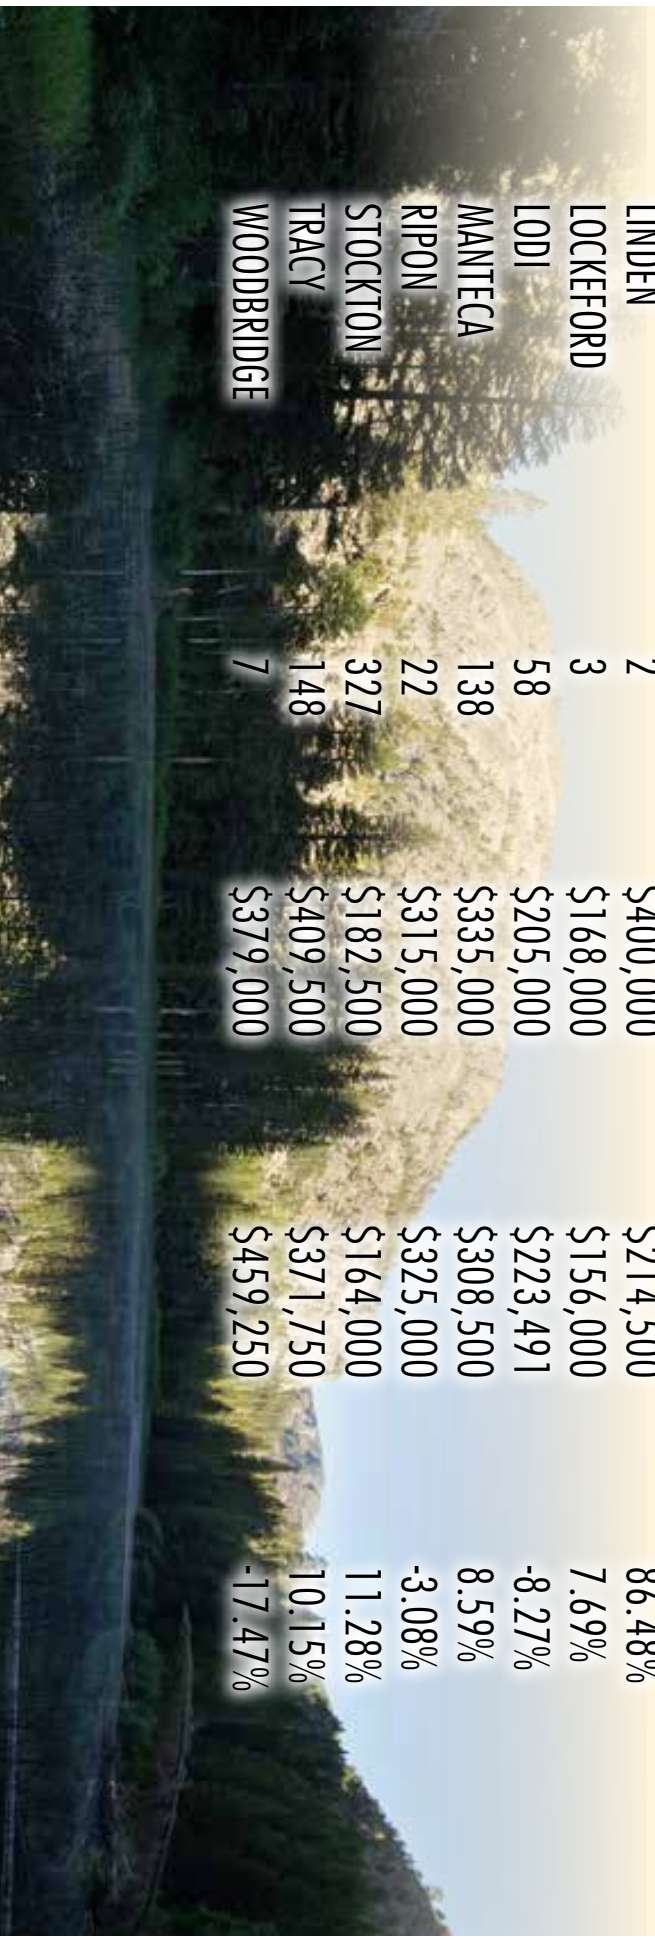 LINDEN $400,000 $214,500 86.48%
LOCKEFORD 3 $168,000 $156,000 7.69%
LODI 58 $205,000 $223,491 -8.27%
MANTECA 138 $335,000 $308,500 8.59%
RIPON 22 $315,000 $325,000 -3.08%
STOCKTON 327 $182,500 $164,000 11.28%
TRACY 148 $409,500 $371,750 10.15%
WOODBRIDGE 7 $379,000 $459,250 -17.47%